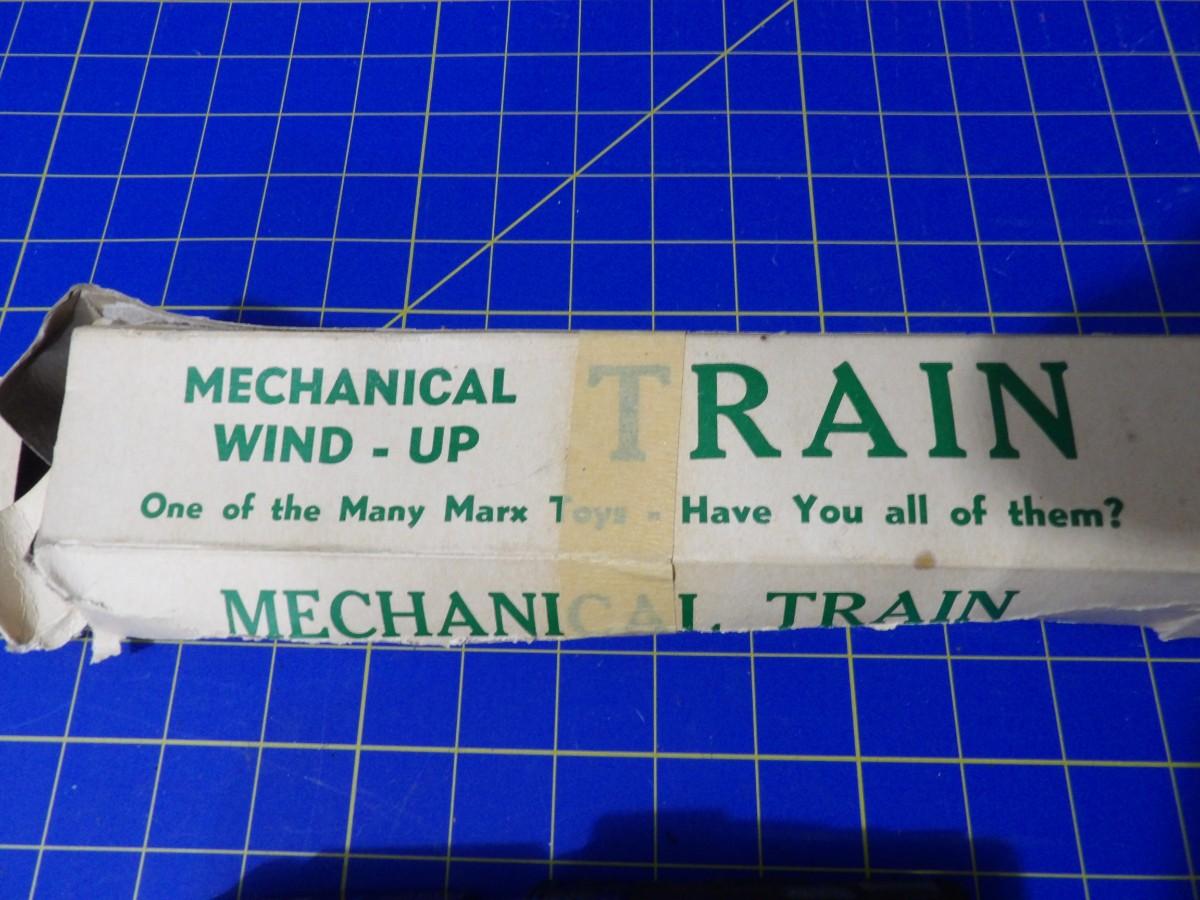 MECHANICAL TRAIN
WIND - UP
One of the Many Marx Toys - Have You all of them?
MECHANICAL TRAIN